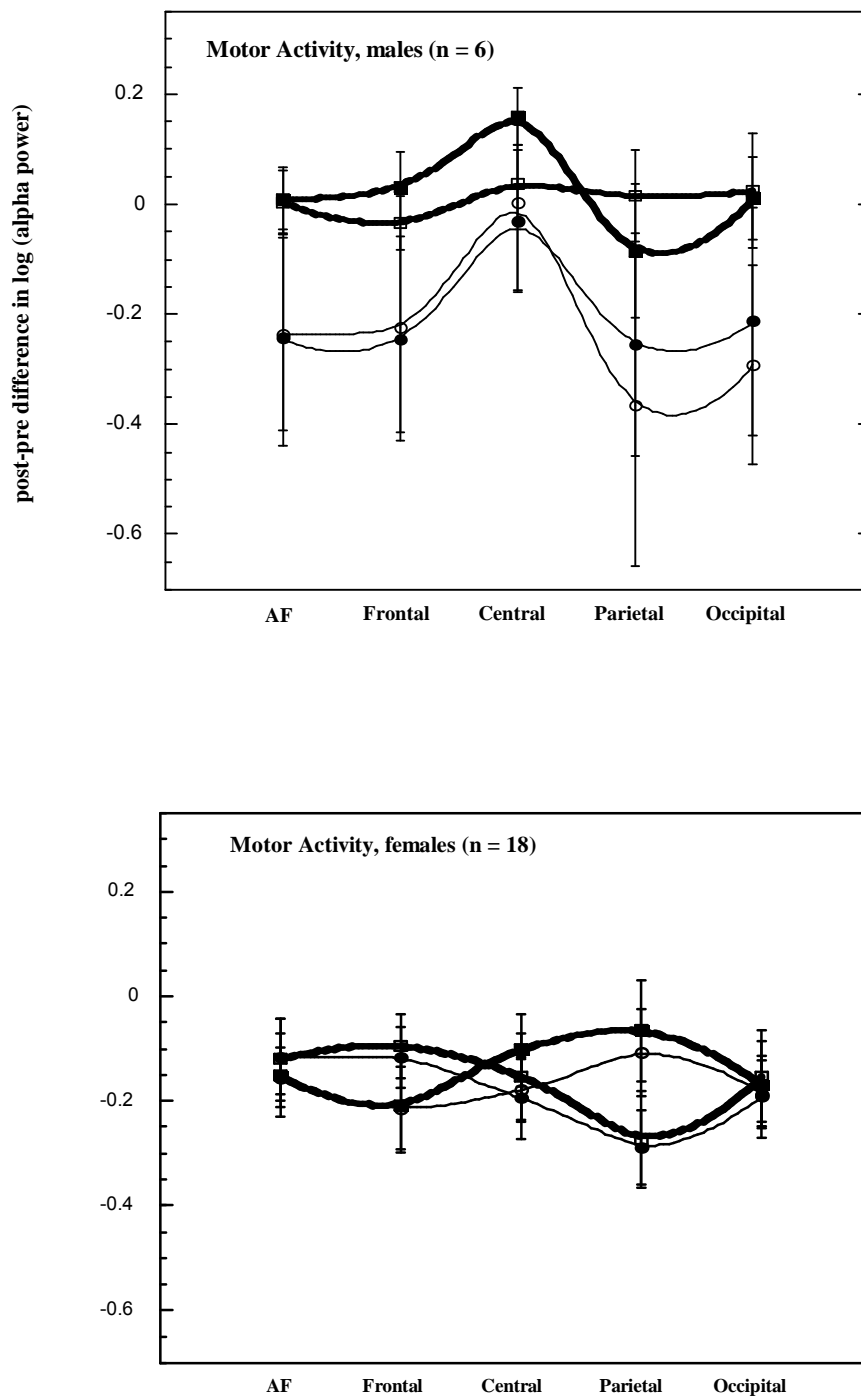 Motor Activity, males (n = 6)
post-pre difference in log (alpha power)
0.2
0
-0.2
-0.4
-0.6
AF Frontal Central Parietal Occipital
Motor Activity, females (n = 18)
0.2
0
-0.2
-0.4
-0.6
AF Frontal Central Parietal Occipital